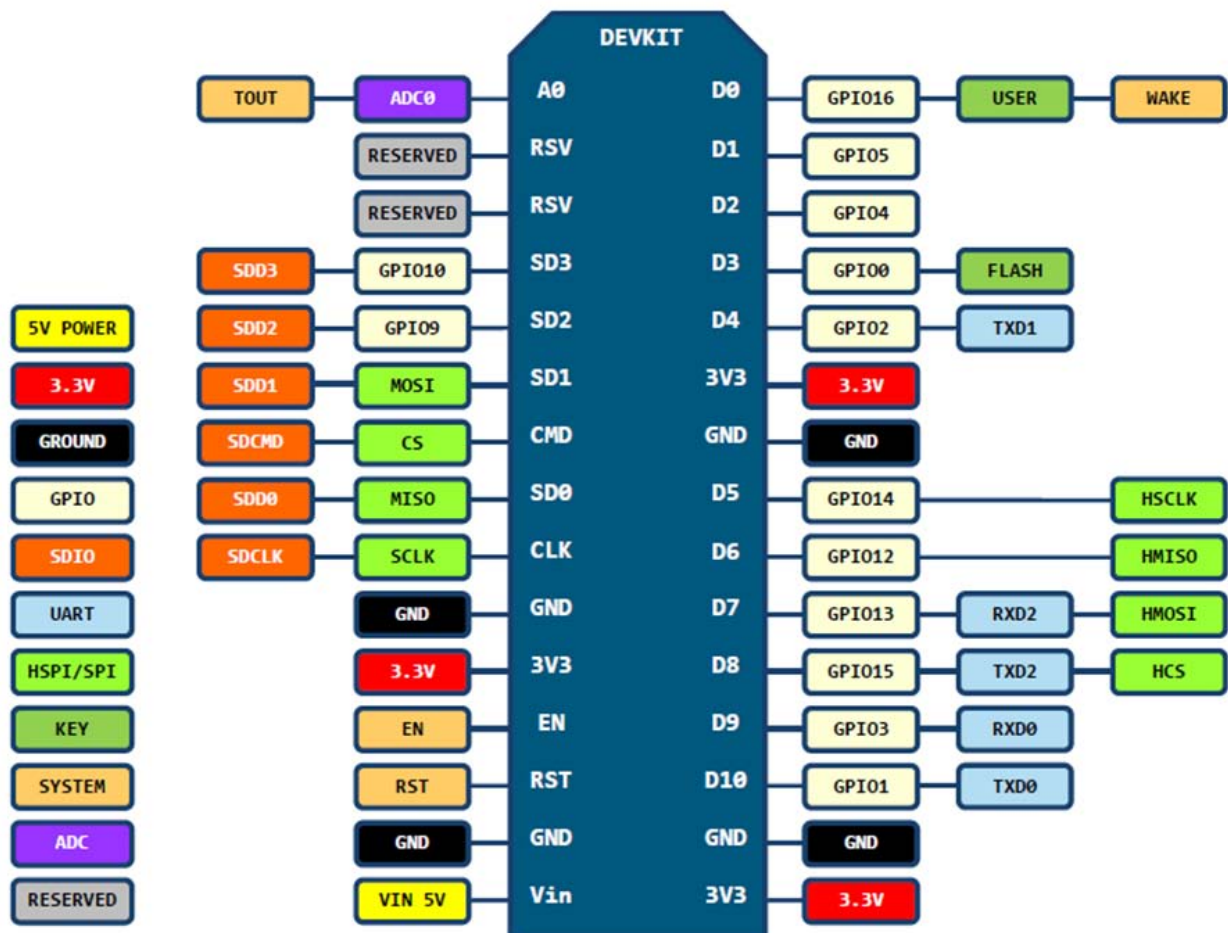 DEVKIT
TOUT ADC0 A0 D0 GPIO16 USER WAKE
RESERVED RSV D1 GPIO5
RESERVED RSV D2 GPIO4
SDD3 GPIO10 SD3 D3 GPIO0 FLASH
5V POWER SDD2 GPIO9 SD2 D4 GPIO2 TXD1
3.3V SDD1 MOSI SD1 3V3 3.3V
GROUND SDCMD CS CMD GND GND
GPIO SDD0 MISO SD0 D5 GPIO14 HSCLK
SDIO SDCLK SCLK CLK D6 GPIO12 HMISO
UART GND GND D7 GPIO13 RXD2 HMOSI
HSPI/SPI 3.3V 3V3 D8 GPIO15 TXD2 HCS
KEY EN EN D9 GPIO3 RXD0
SYSTEM RST RST D10 GPIO1 TXD0
ADC GND GND GND GND
RESERVED VIN 5V Vin 3V3 3.3V